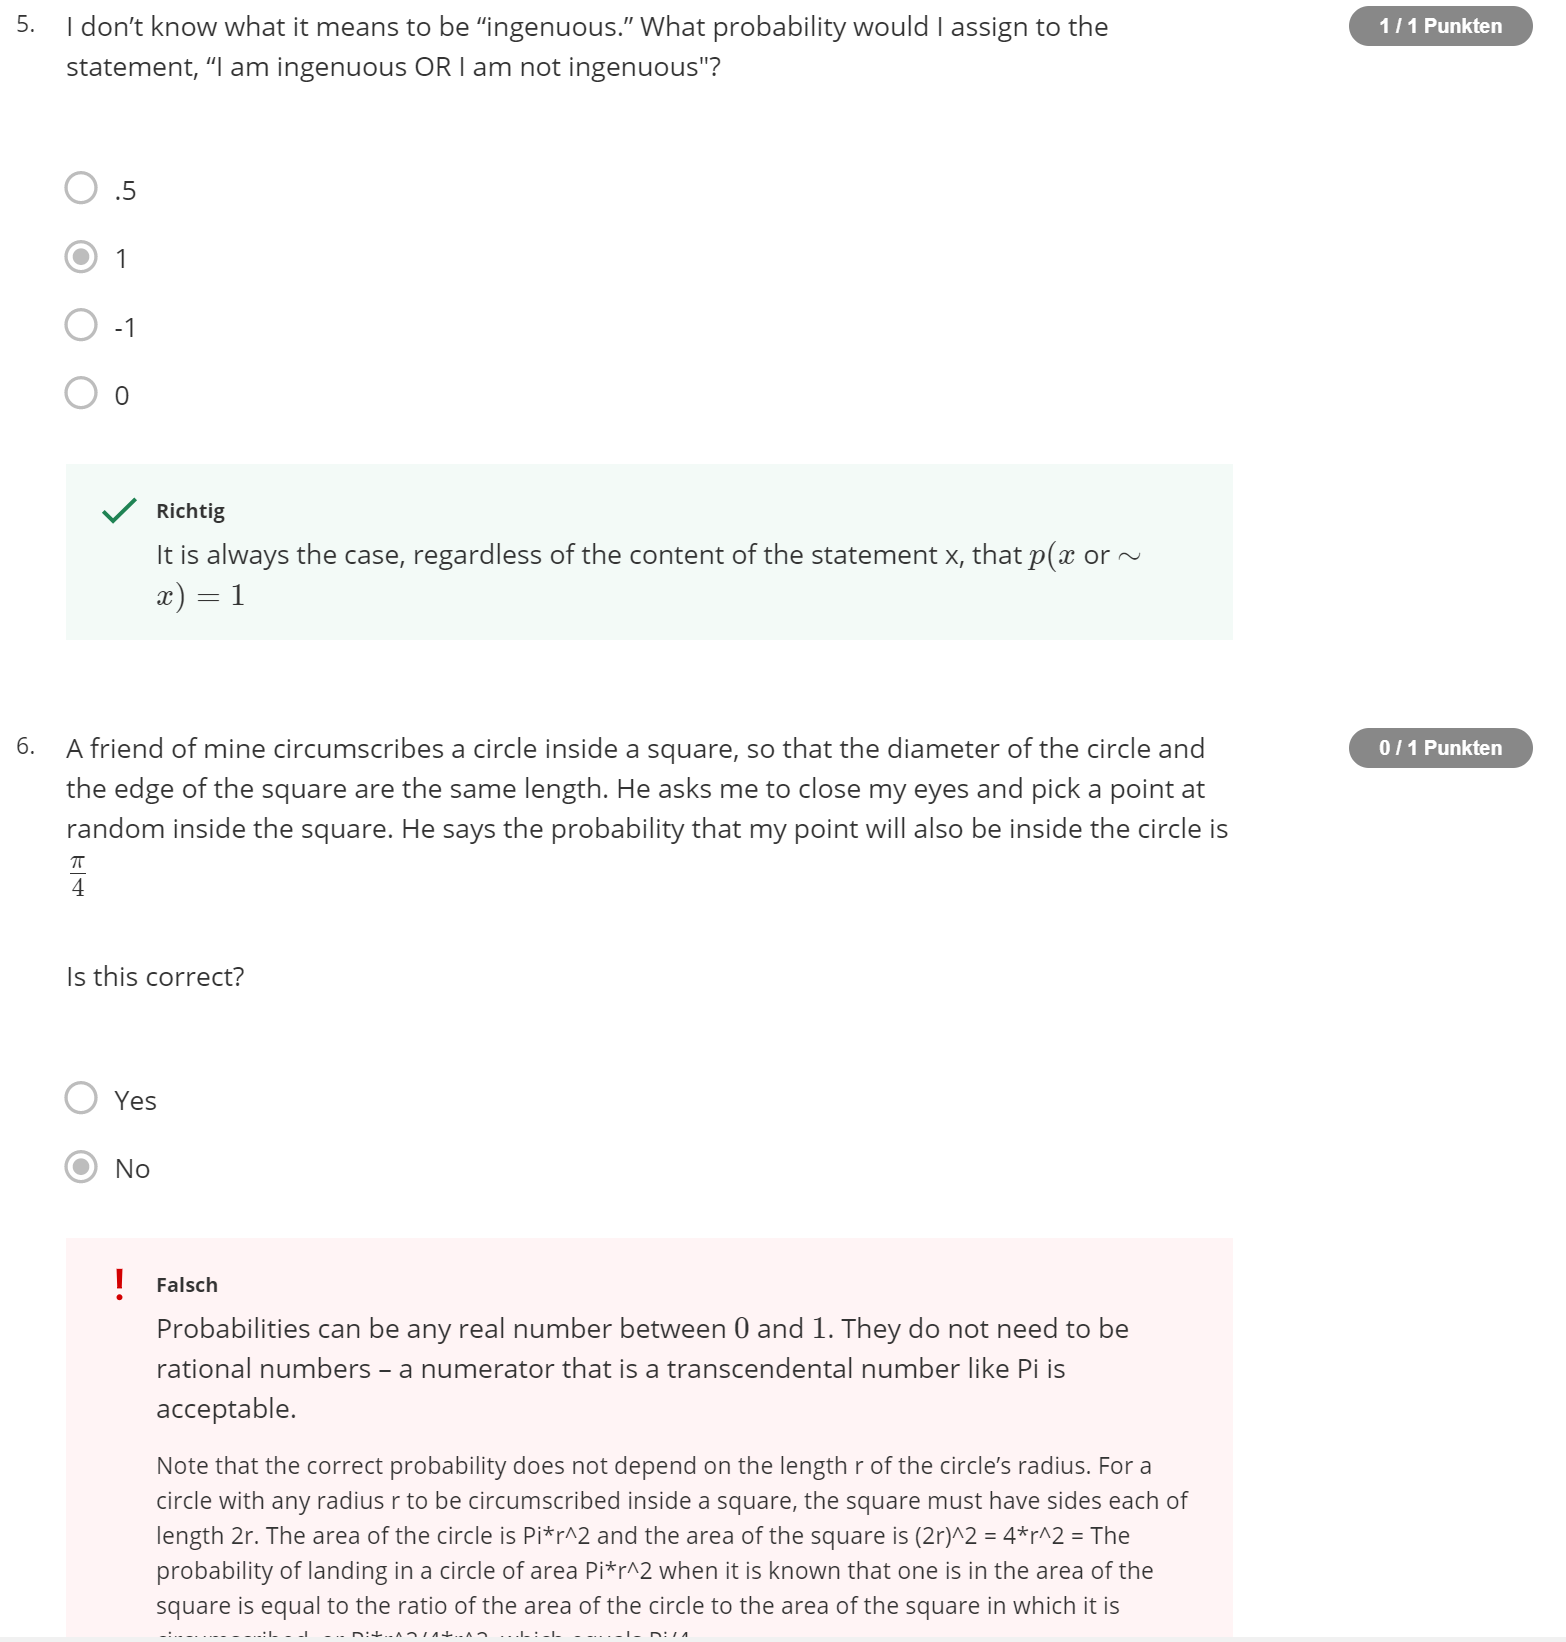 5. I don’t know what it means to be “ingenuous.” What probability would I assign to the
1 / 1 Punkten
statement, “I am ingenuous OR I am not ingenuous"?
.5
1
-1
0
Richtig
It is always the case, regardless of the content of the statement x, that p(x or ∼
x) = 1
6. A friend of mine circumscribes a circle inside a square, so that the diameter of the circle and
0 / 1 Punkten
the edge of the square are the same length. He asks me to close my eyes and pick a point at
random inside the square. He says the probability that my point will also be inside the circle is
π
4
Is this correct?
Yes
No
! Falsch
Probabilities can be any real number between 0 and 1. They do not need to be
rational numbers – a numerator that is a transcendental number like Pi is
acceptable.
Note that the correct probability does not depend on the length r of the circle’s radius. For a
circle with any radius r to be circumscribed inside a square, the square must have sides each of
length 2r. The area of the circle is Pi*r^2 and the area of the square is (2r)^2 = 4*r^2 = The
probability of landing in a circle of area Pi*r^2 when it is known that one is in the area of the
square is equal to the ratio of the area of the circle to the area of the square in which it is